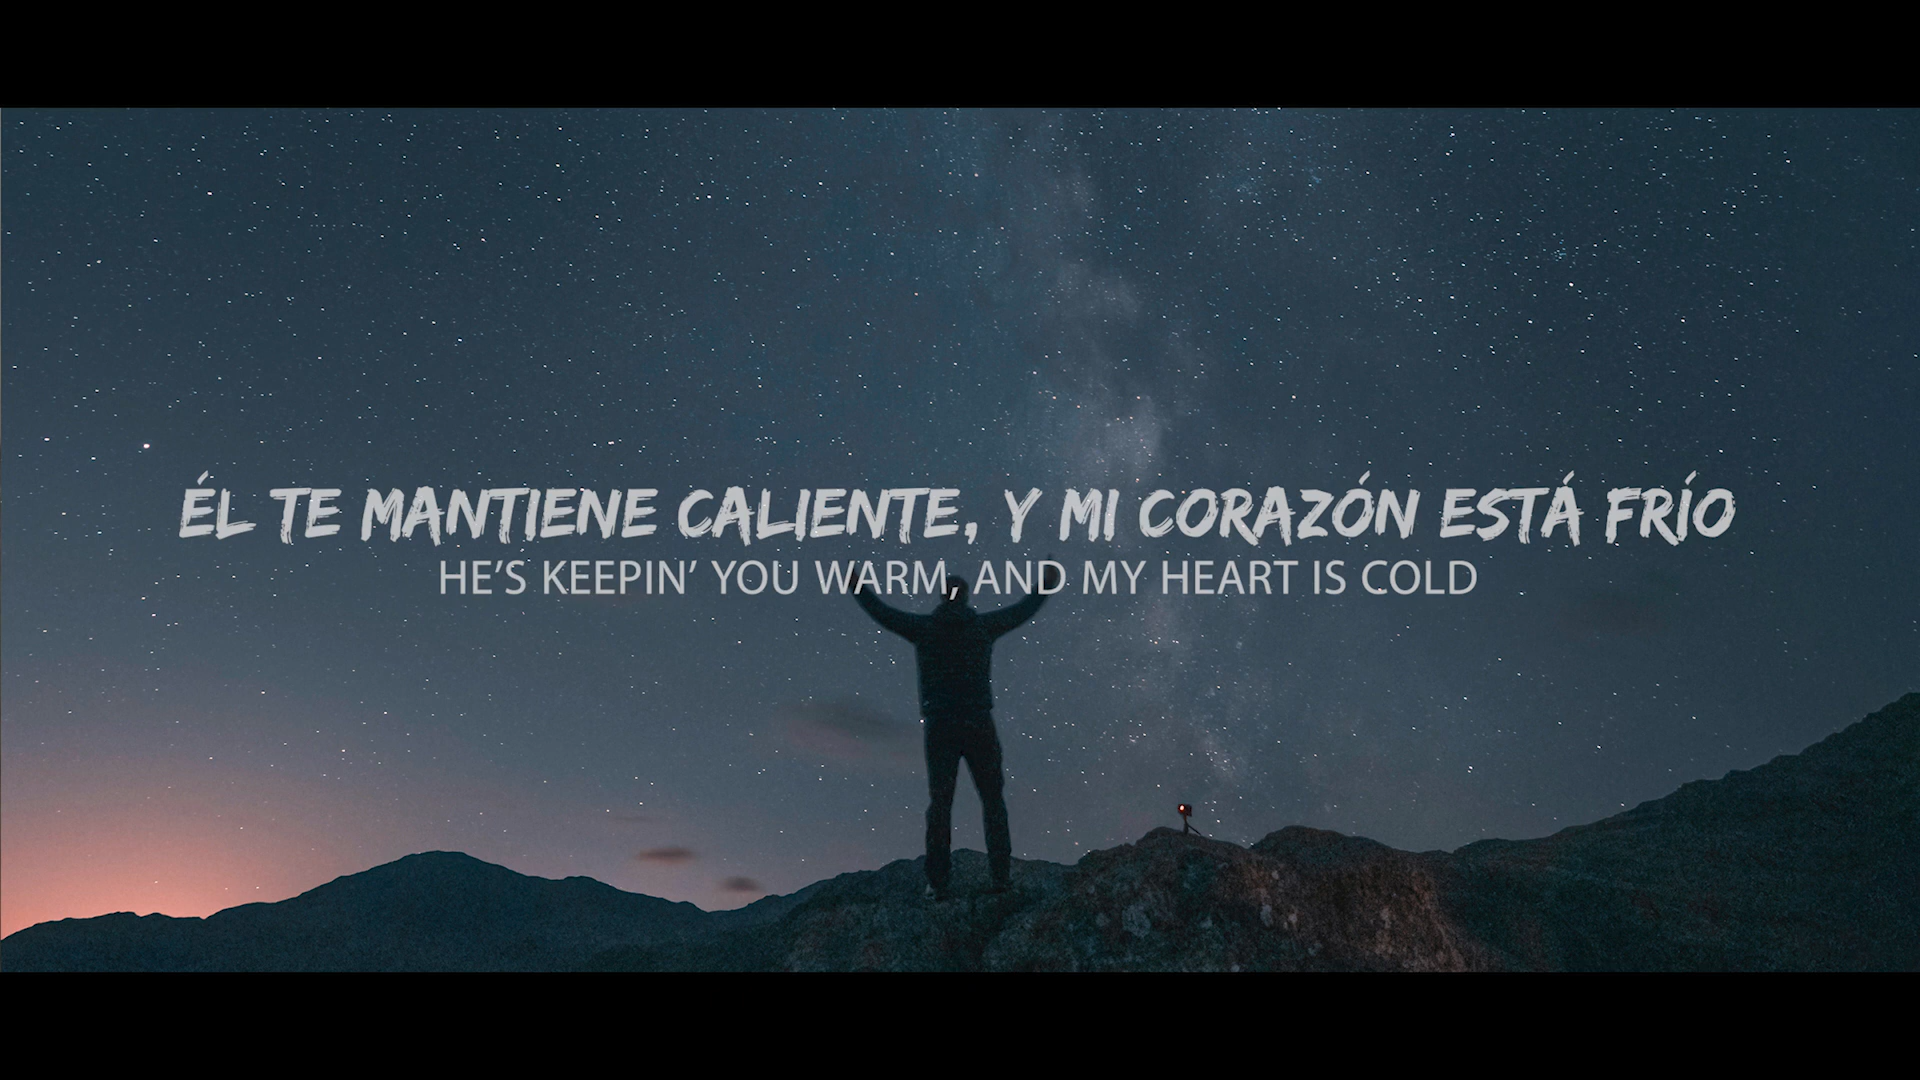 ÉL TE MANTIENE CALIENTE, Y MI CORAZÓN ESTÁ FRÍO
HE'S KEEPIN' YOU WARM, AND MY HEART IS COLD